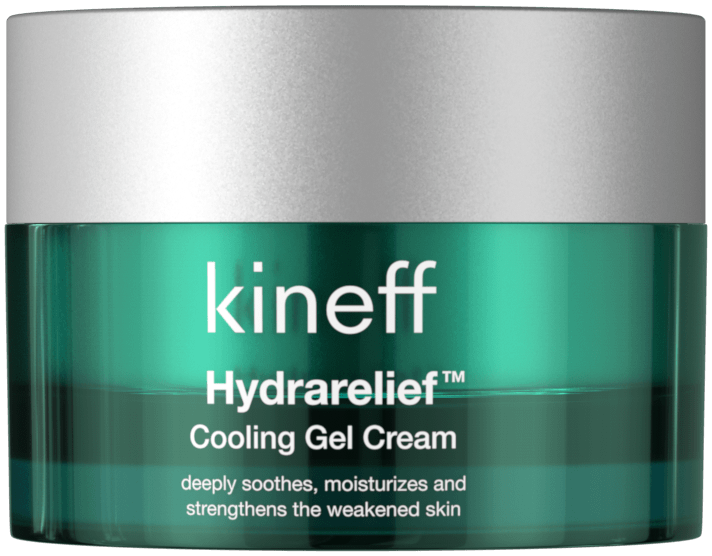 kineff
Hydrarelief™
Cooling Gel Cream
deeply soothes, moisturizes and
strengthens the weakened skin